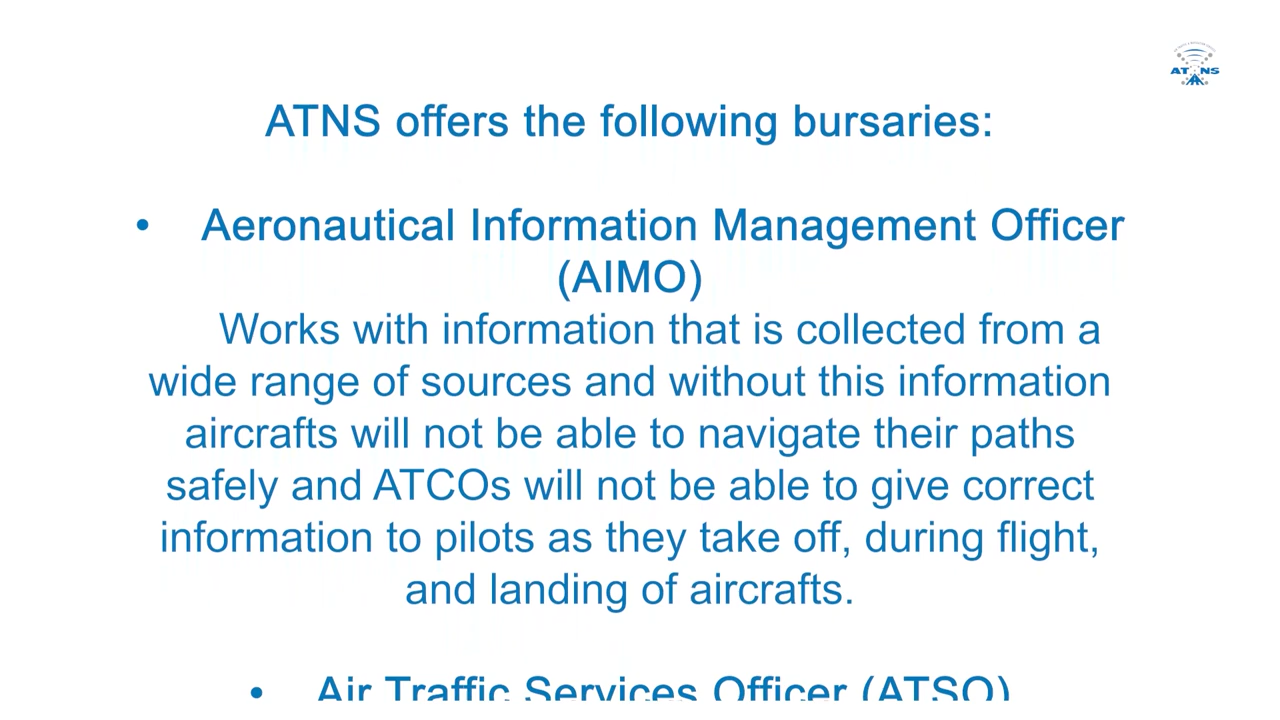 ATNS
ATNS offers the following bursaries:
• Aeronautical Information Management Officer
(AIMO)
Works with information that is collected from a
wide range of sources and without this information
aircrafts will not be able to navigate their paths
safely and ATCOs will not be able to give correct
information to pilots as they take off, during flight,
and landing of aircrafts.
• Air Traffic Services Officer (ATSO)